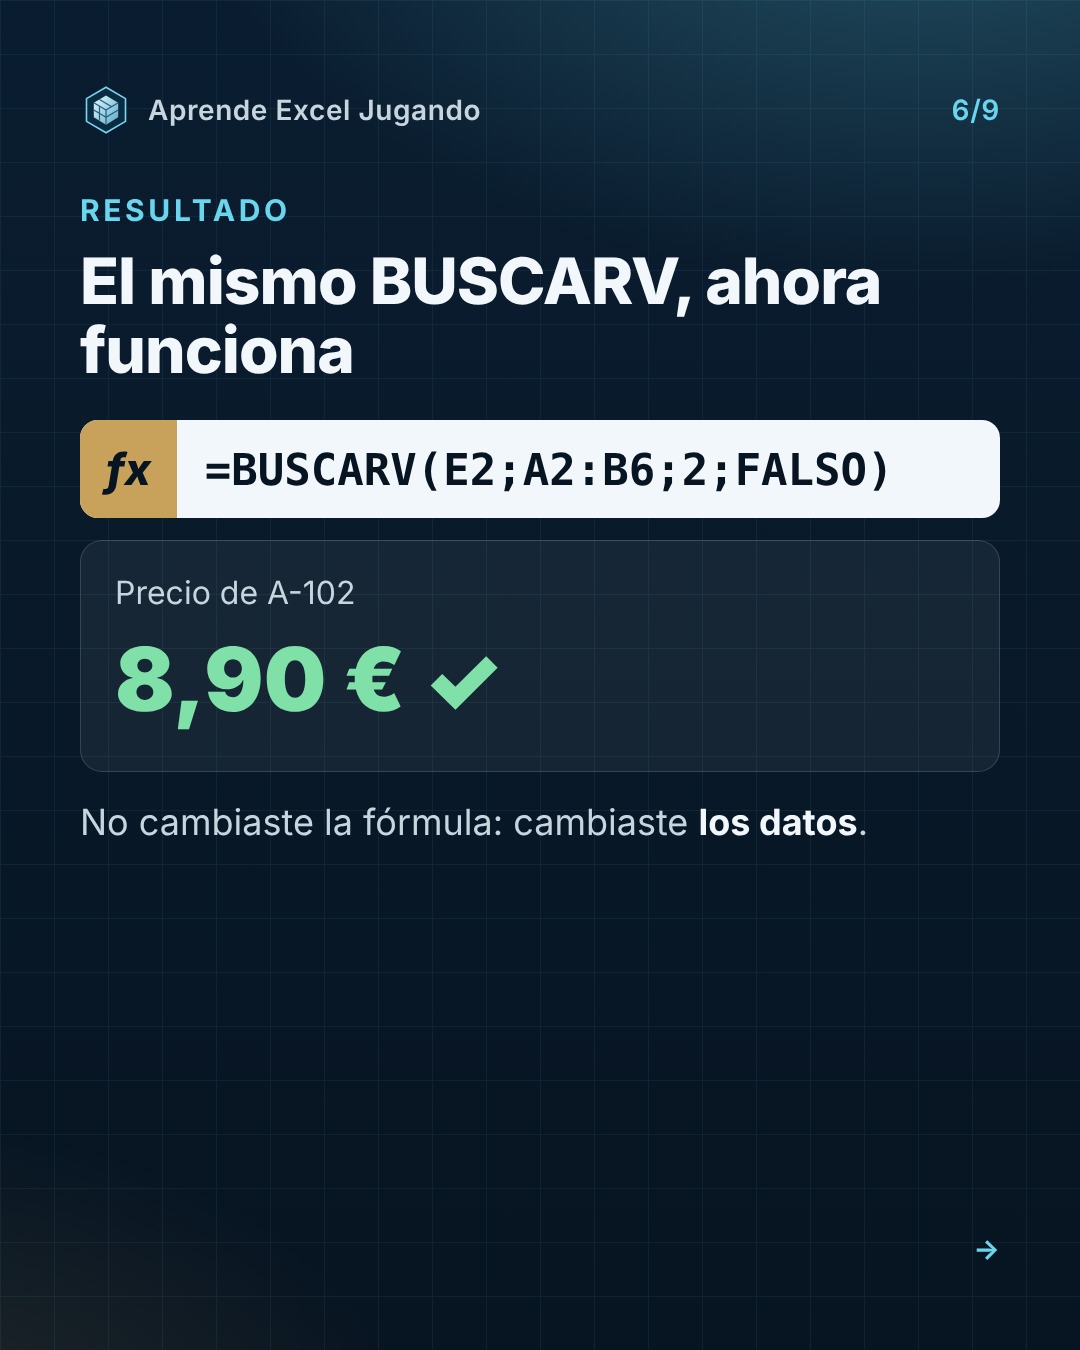 Aprende Excel Jugando
6/9
RESULTADO
El mismo BUSCARV, ahora
funciona
fx
=BUSCARV(E2;A2:B6;2;FALSO)
Precio de A-102
8,90 € ✓
No cambiaste la fórmula: cambiaste los datos.
→